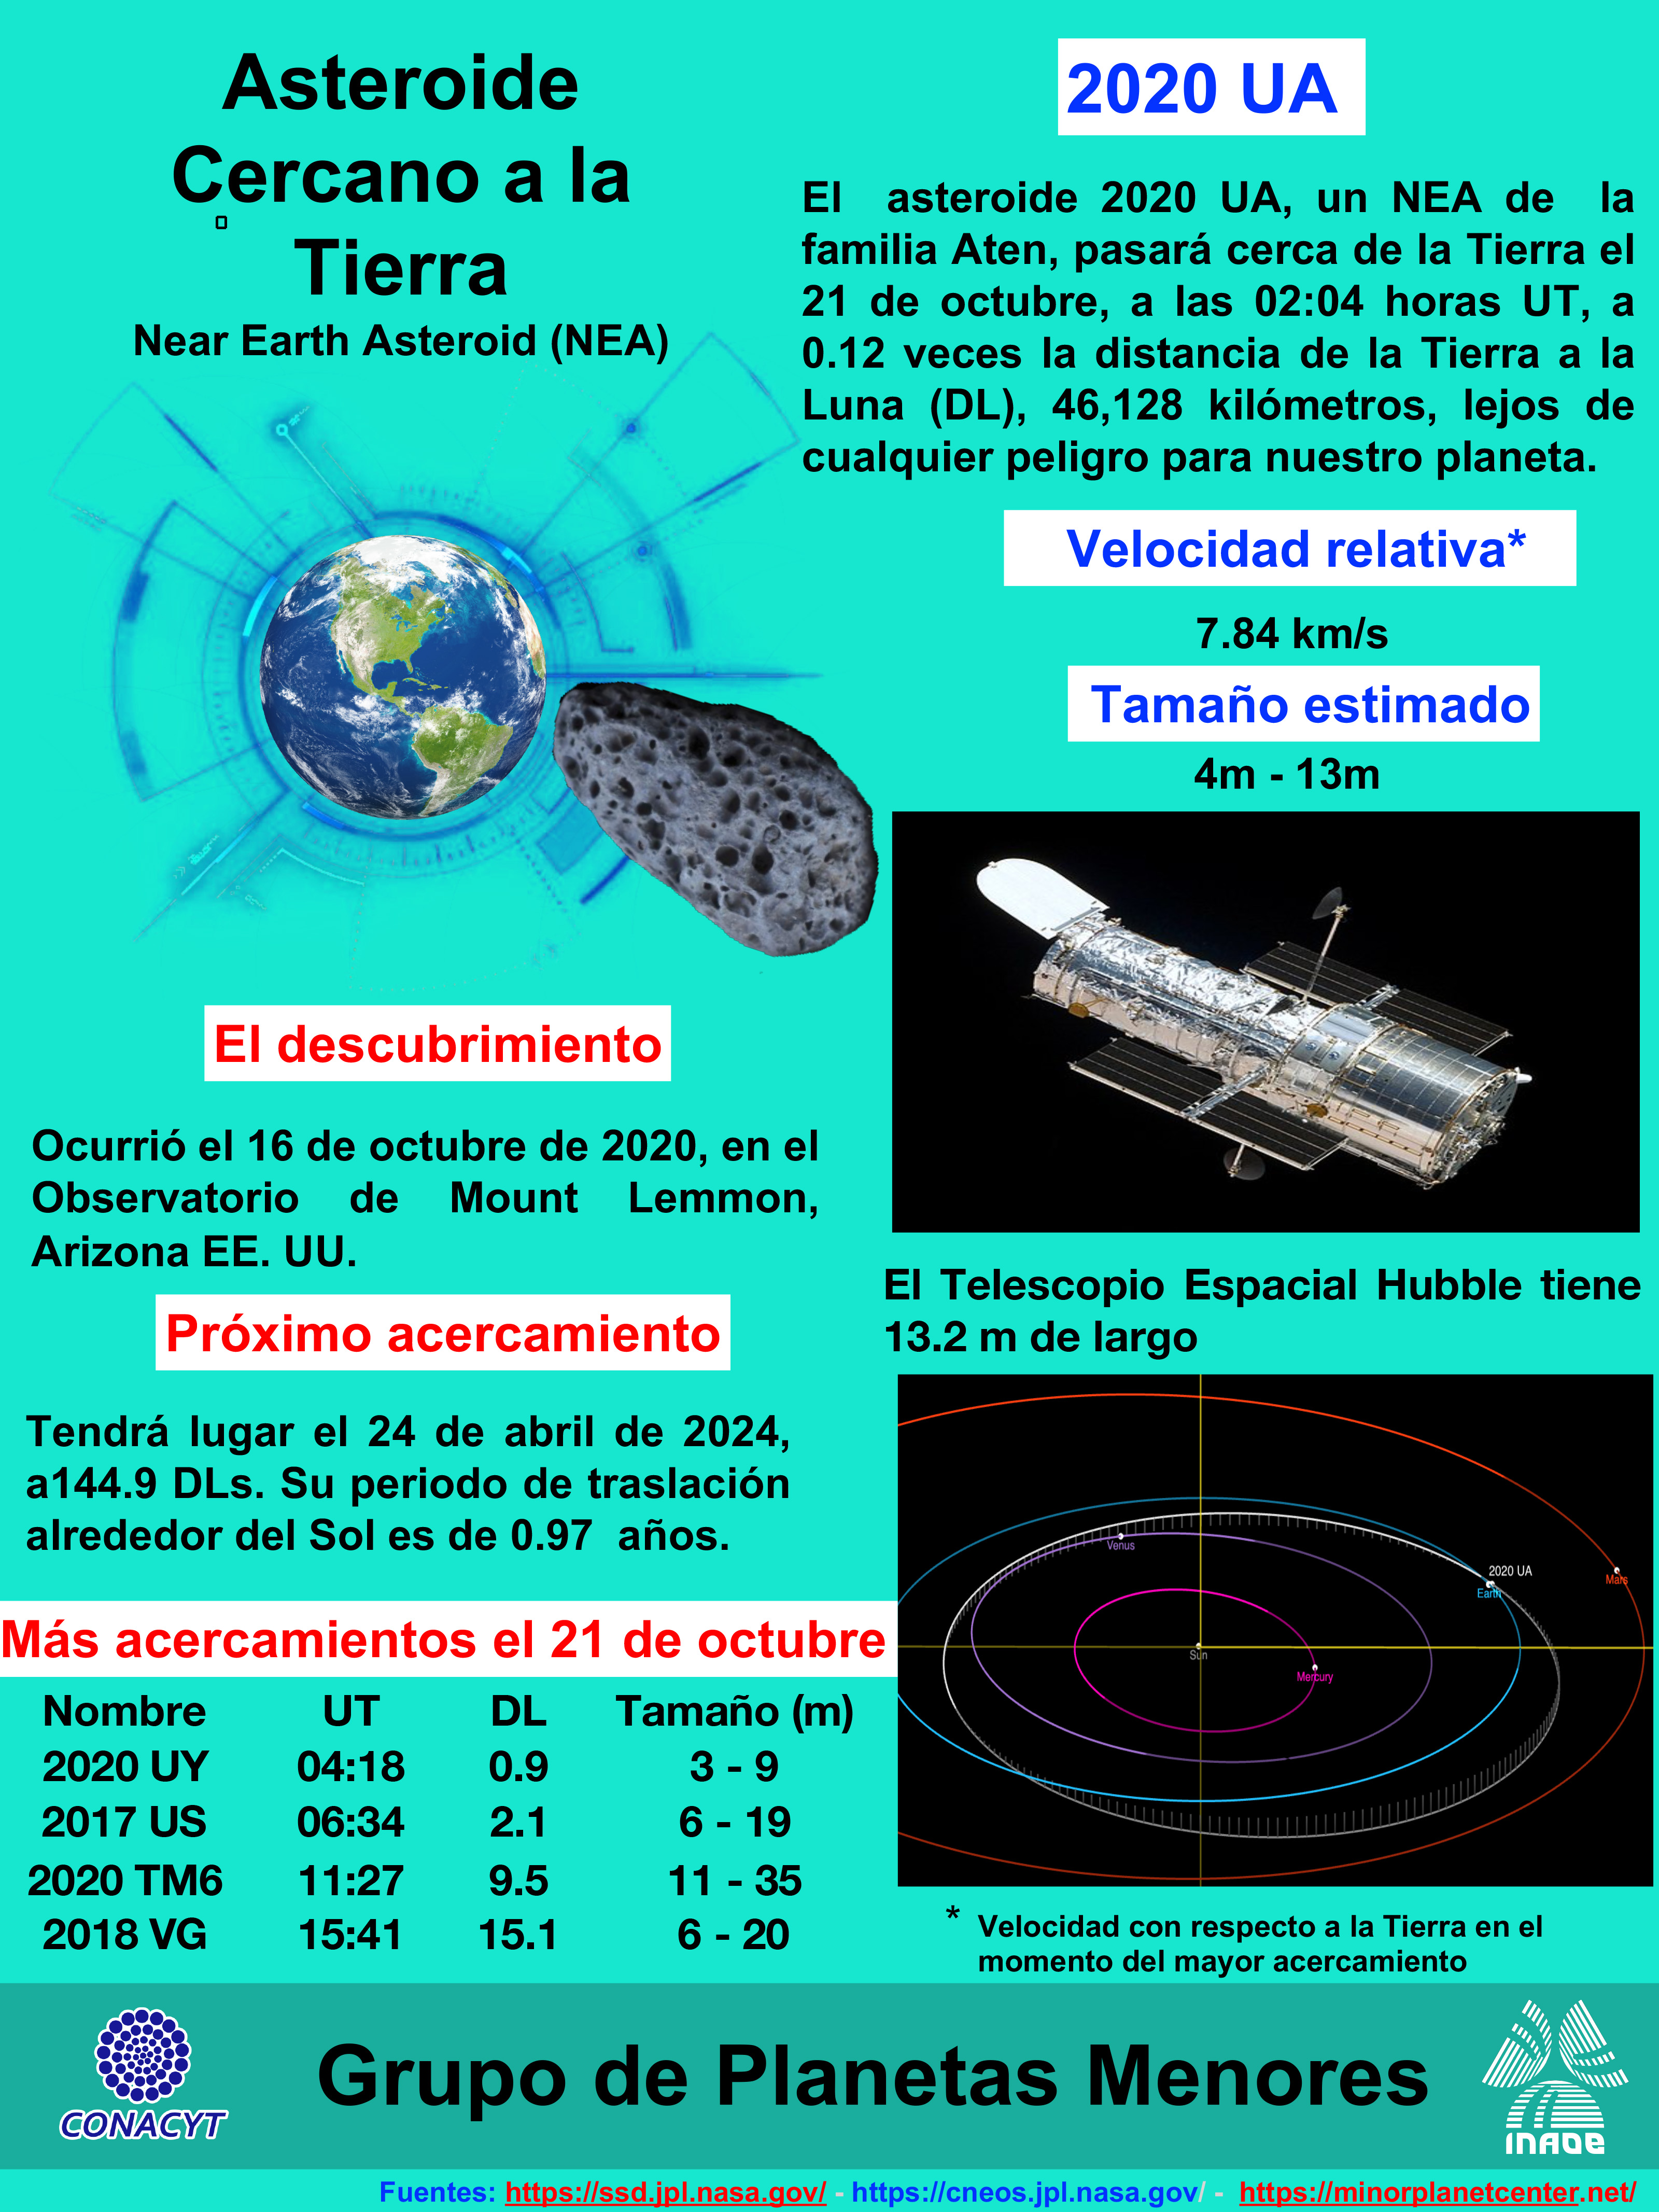 Asteroide
Cercano a la
Tierra
Near Earth Asteroid (NEA)
2020 UA
El asteroide 2020 UA, un NEA de la
familia Aten, pasará cerca de la Tierra el
21 de octubre, a las 02:04 horas UT, a
0.12 veces la distancia de la Tierra a la
Luna (DL), 46,128 kilómetros, lejos de
cualquier peligro para nuestro planeta.
Velocidad relativa*
7.84 km/s
Tamaño estimado
4m - 13m
El Telescopio Espacial Hubble tiene
13.2 m de largo
El descubrimiento
Ocurrió el 16 de octubre de 2020, en el
Observatorio de Mount Lemmon,
Arizona EE. UU.
Próximo acercamiento
Tendrá lugar el 24 de abril de 2024,
a144.9 DLs. Su periodo de traslación
alrededor del Sol es de 0.97 años.
Más acercamientos el 21 de octubre
Nombre UT DL Tamaño (m)
2020 UY 04:18 0.9 3 - 9
2017 US 06:34 2.1 6 - 19
2020 TM6 11:27 9.5 11 - 35
2018 VG 15:41 15.1 6 - 20
Venus
2020 UA
Earth
Mars
Sun
Mercury
* Velocidad con respecto a la Tierra en el
momento del mayor acercamiento
CONACYT
Grupo de Planetas Menores
INAOE
Fuentes: https://ssd.jpl.nasa.gov/ - https://cneos.jpl.nasa.gov/ - https://minorplanetcenter.net/